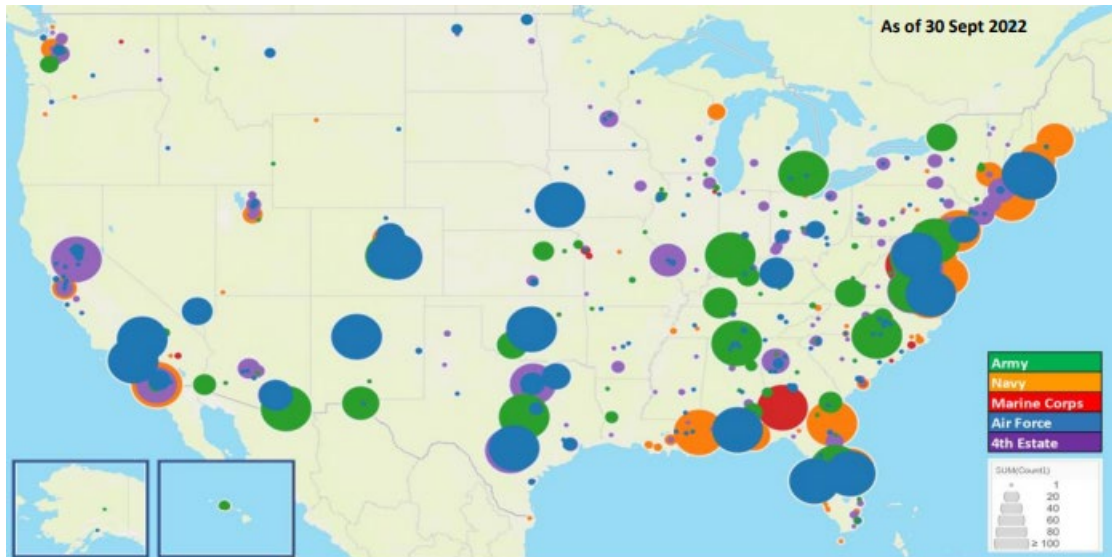 As of 30 Sept 2022
Army
Navy
Marine Corps
Air Force
4th Estate
SUM(Count1)
1
20
40
60
80
≥ 100